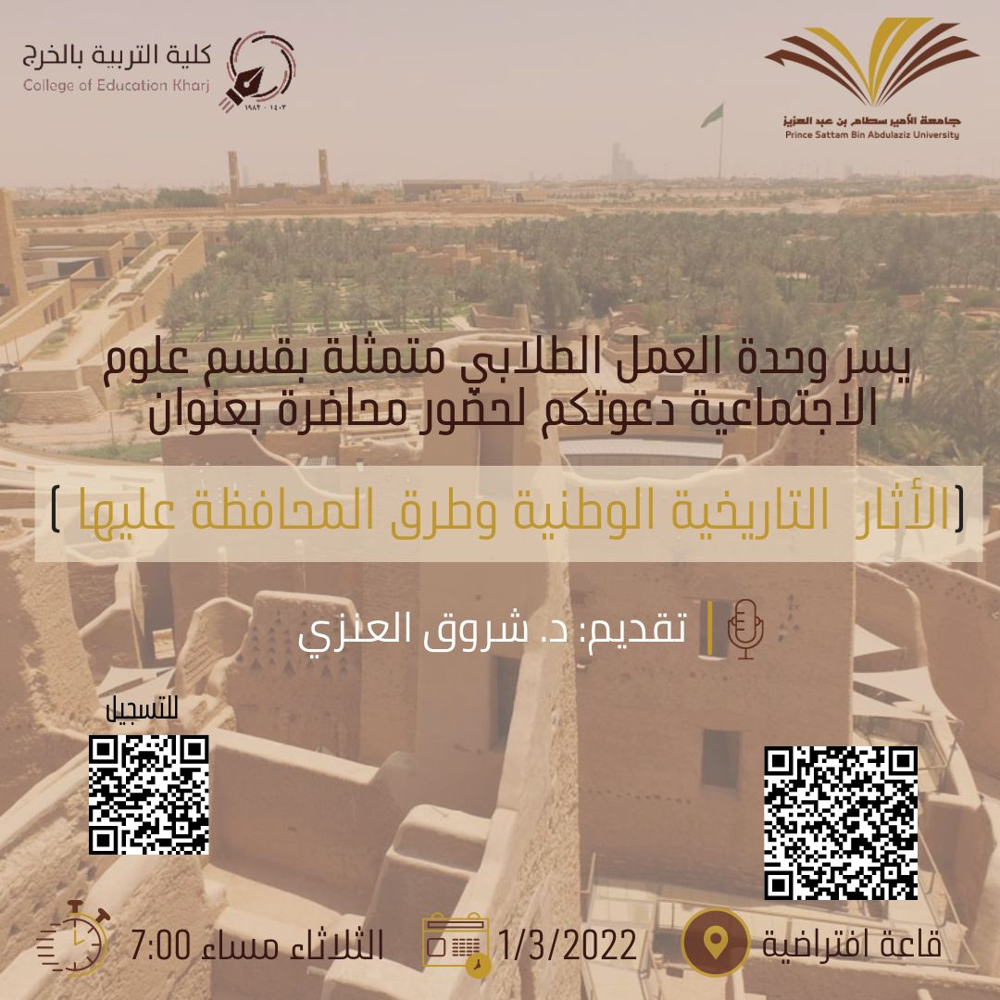 كلية التربية بالخرج
College of Education Kharj
١٩٨٢ - ١٤٠٣
جامعة الأمير سطام بن عبد العزيز
Prince Sattam Bin Abdulaziz University
يسر وحدة العمل الطلابي متمثلة بقسم علوم
الاجتماعية دعوتكم لحضور محاضرة بعنوان
(الأثار التاريخية الوطنية وطرق المحافظة عليها )
تقديم: د. شروق العنزي
للتسجيل
قاعة افتراضية
1/3/2022
الثلاثاء مساء 7:00